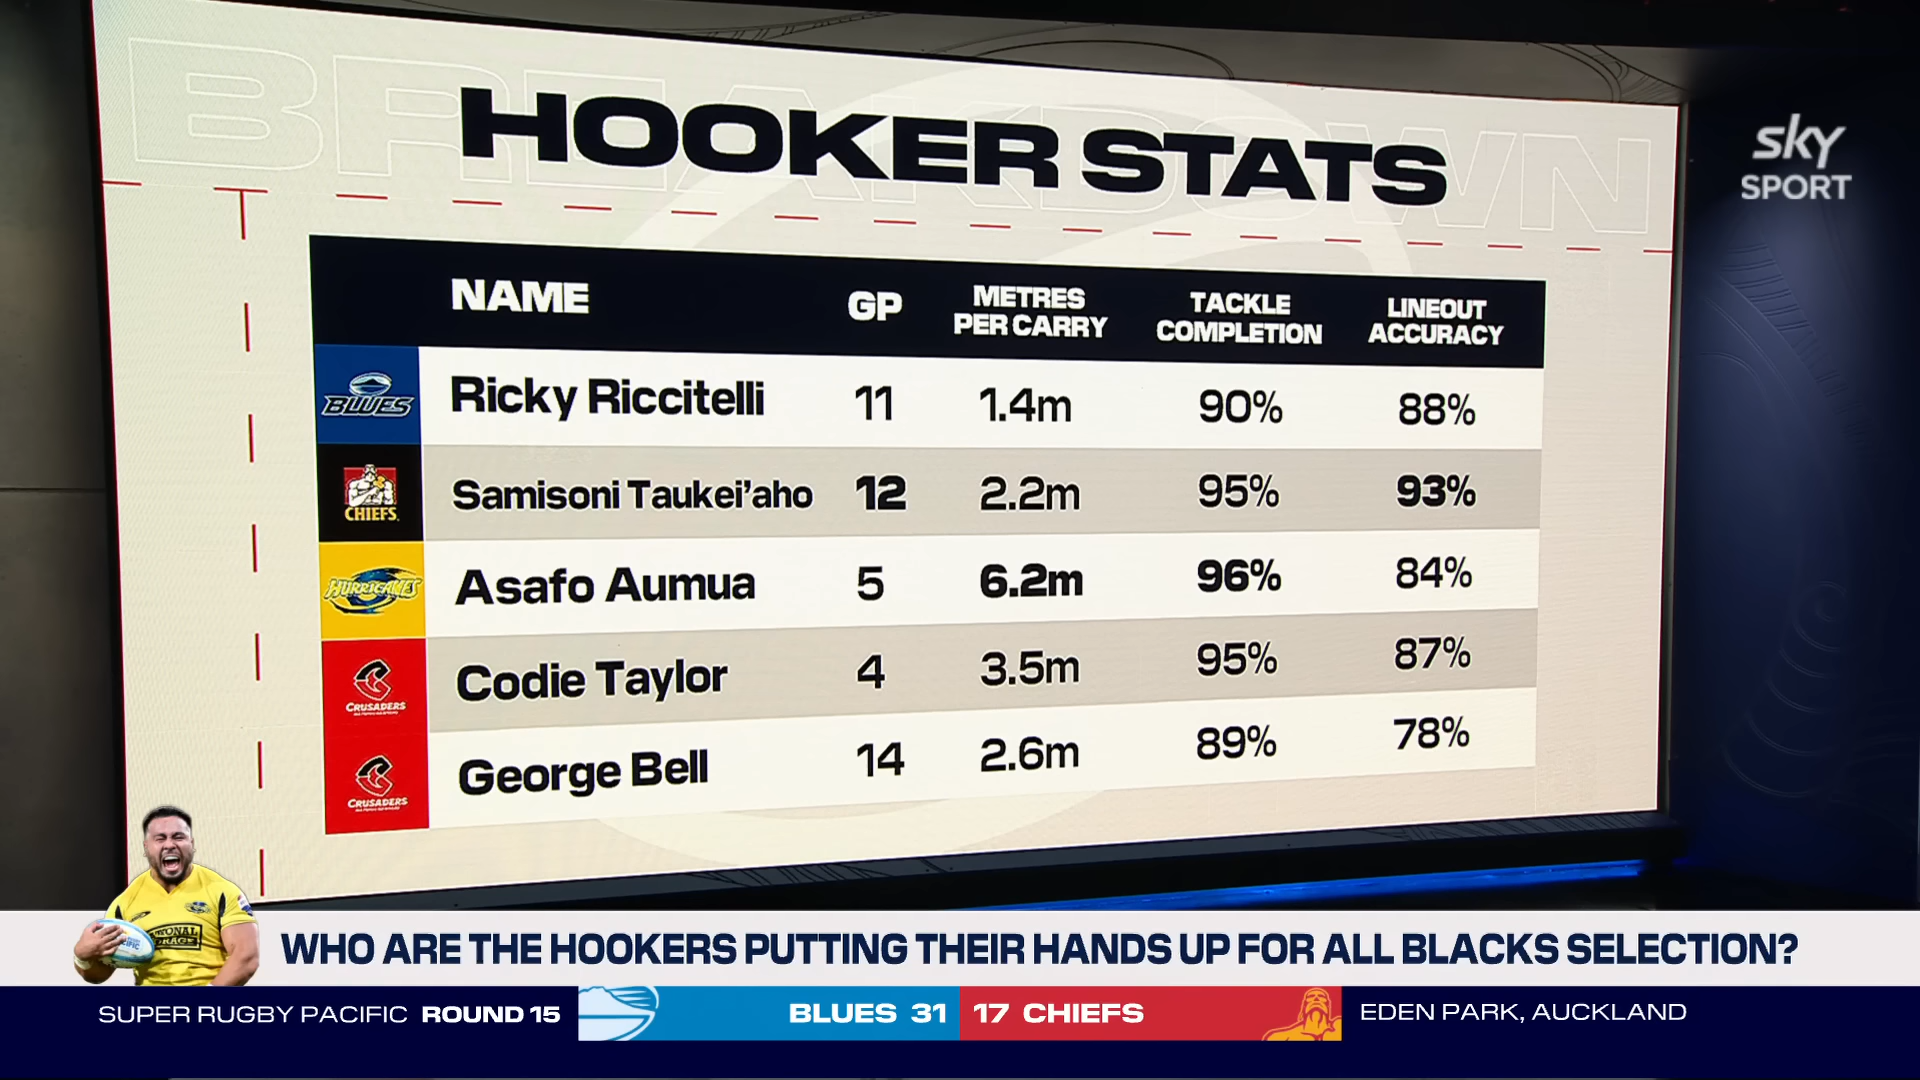 BREAKDOWN
HOOKER STATS
sky
SPORT
NAME GP METRES PER CARRY TACKLE COMPLETION LINEOUT ACCURACY
BLUES Ricky Riccitelli 11 1.4m 90% 88%
CHIEFS Samisoni Taukei'aho 12 2.2m 95% 93%
HURRICANES Asafo Aumua 5 6.2m 96% 84%
CRUSADERS Codie Taylor 4 3.5m 95% 87%
CRUSADERS George Bell 14 2.6m 89% 78%
WHO ARE THE HOOKERS PUTTING THEIR HANDS UP FOR ALL BLACKS SELECTION?
SUPER RUGBY PACIFIC ROUND 15 BLUES 31 17 CHIEFS EDEN PARK, AUCKLAND